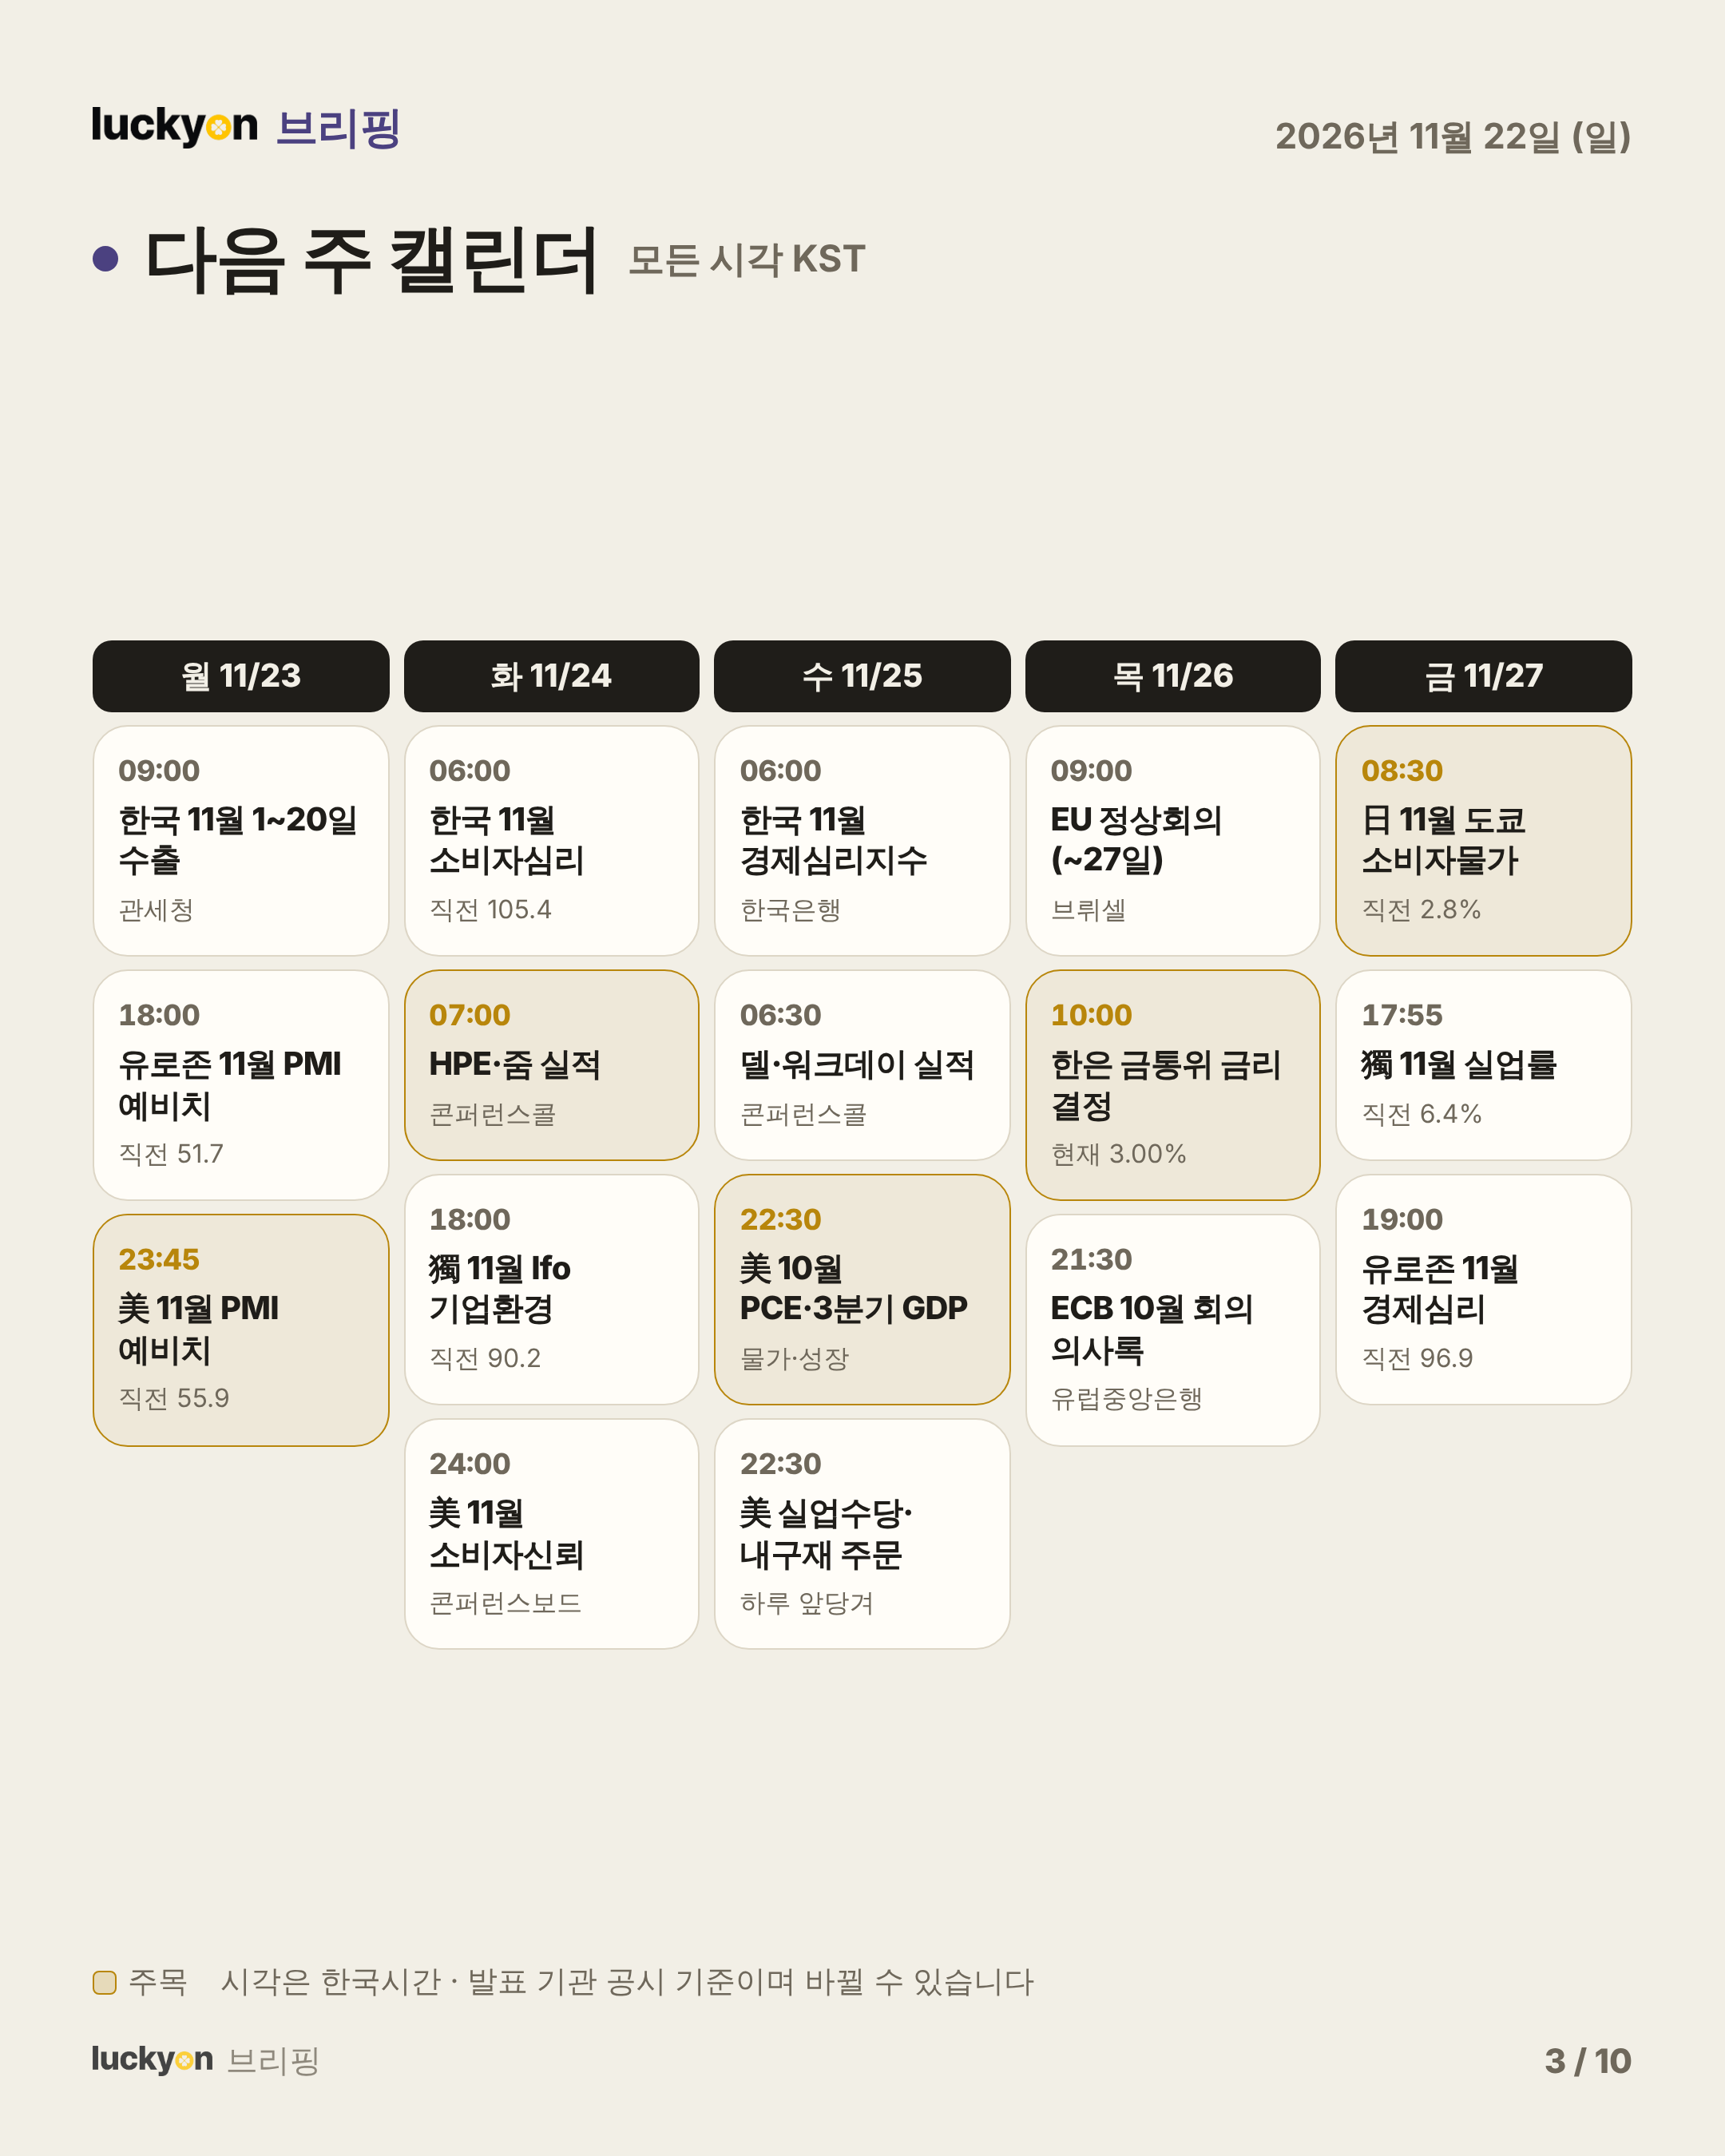 luckyon 브리핑
2026년 11월 22일 (일)
다음 주 캘린더 모든 시각 KST
월 11/23
09:00
한국 11월 1~20일
수출
관세청
18:00
유로존 11월 PMI
예비치
직전 51.7
23:45
美 11월 PMI
예비치
직전 55.9
화 11/24
06:00
한국 11월
소비자심리
직전 105.4
07:00
HPE·줌 실적
콘퍼런스콜
18:00
獨 11월 Ifo
기업환경
직전 90.2
24:00
美 11월
소비자신뢰
콘퍼런스보드
수 11/25
06:00
한국 11월
경제심리지수
한국은행
06:30
델·워크데이 실적
콘퍼런스콜
22:30
美 10월
PCE·3분기 GDP
물가·성장
22:30
美 실업수당·
내구재 주문
하루 앞당겨
목 11/26
09:00
EU 정상회의
(~27일)
브뤼셀
10:00
한은 금통위 금리
결정
현재 3.00%
21:30
ECB 10월 회의
의사록
유럽중앙은행
금 11/27
08:30
日 11월 도쿄
소비자물가
직전 2.8%
17:55
獨 11월 실업률
직전 6.4%
19:00
유로존 11월
경제심리
직전 96.9
주목 시각은 한국시간 · 발표 기관 공시 기준이며 바뀔 수 있습니다
luckyon 브리핑
3 / 10